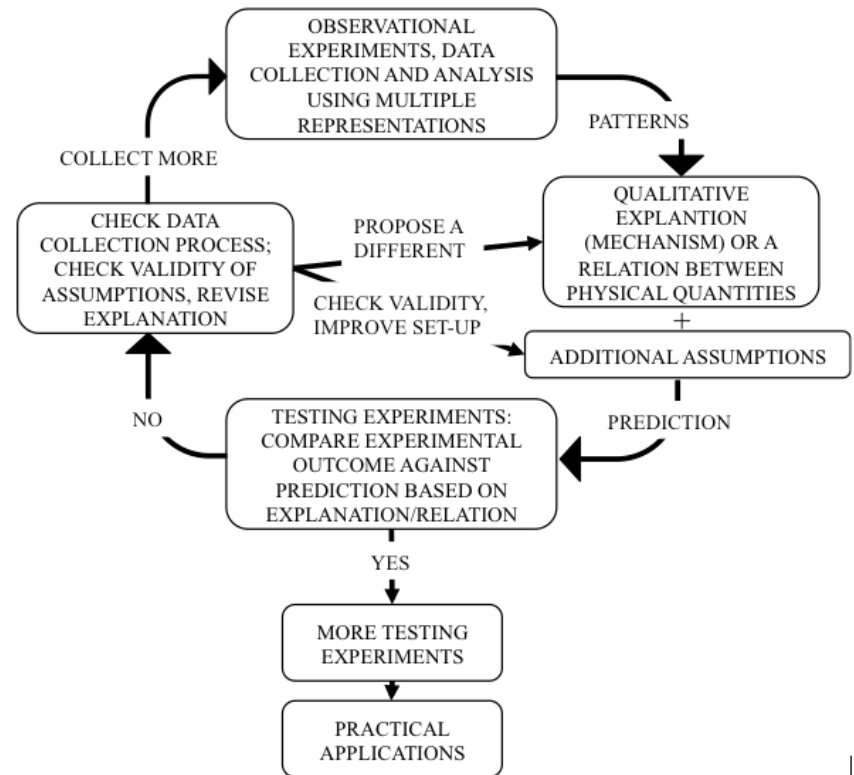 OBSERVATIONAL
EXPERIMENTS, DATA
COLLECTION AND ANALYSIS
USING MULTIPLE
REPRESENTATIONS
PATTERNS
COLLECT MORE
QUALITATIVE
EXPLANTION
(MECHANISM) OR A
RELATION BETWEEN
PHYSICAL QUANTITIES
+
ADDITIONAL ASSUMPTIONS
CHECK DATA
COLLECTION PROCESS;
CHECK VALIDITY OF
ASSUMPTIONS, REVISE
EXPLANATION
PROPOSE A
DIFFERENT
CHECK VALIDITY,
IMPROVE SET-UP
NO
TESTING EXPERIMENTS:
COMPARE EXPERIMENTAL
OUTCOME AGAINST
PREDICTION BASED ON
EXPLANATION/RELATION
PREDICTION
YES
MORE TESTING
EXPERIMENTS
PRACTICAL
APPLICATIONS